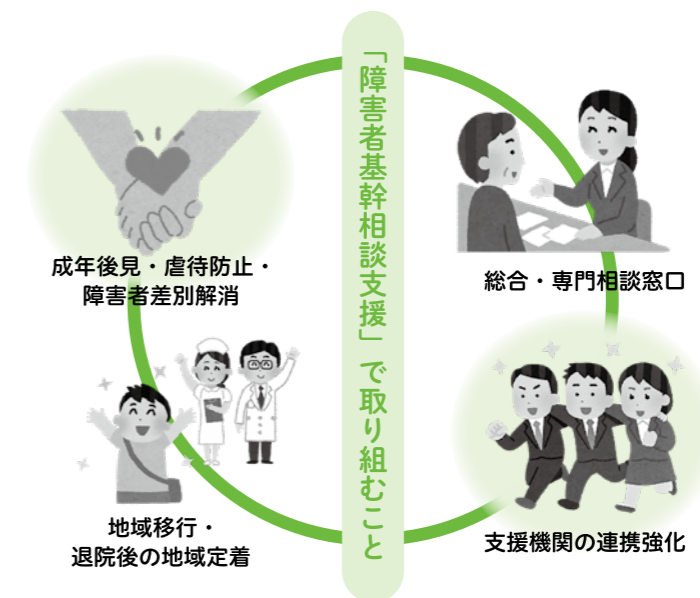 「障害者基幹相談支援」で取り組むこと
総合・専門相談窓口
支援機関の連携強化
成年後見・虐待防止・
障害者差別解消
地域移行・
退院後の地域定着